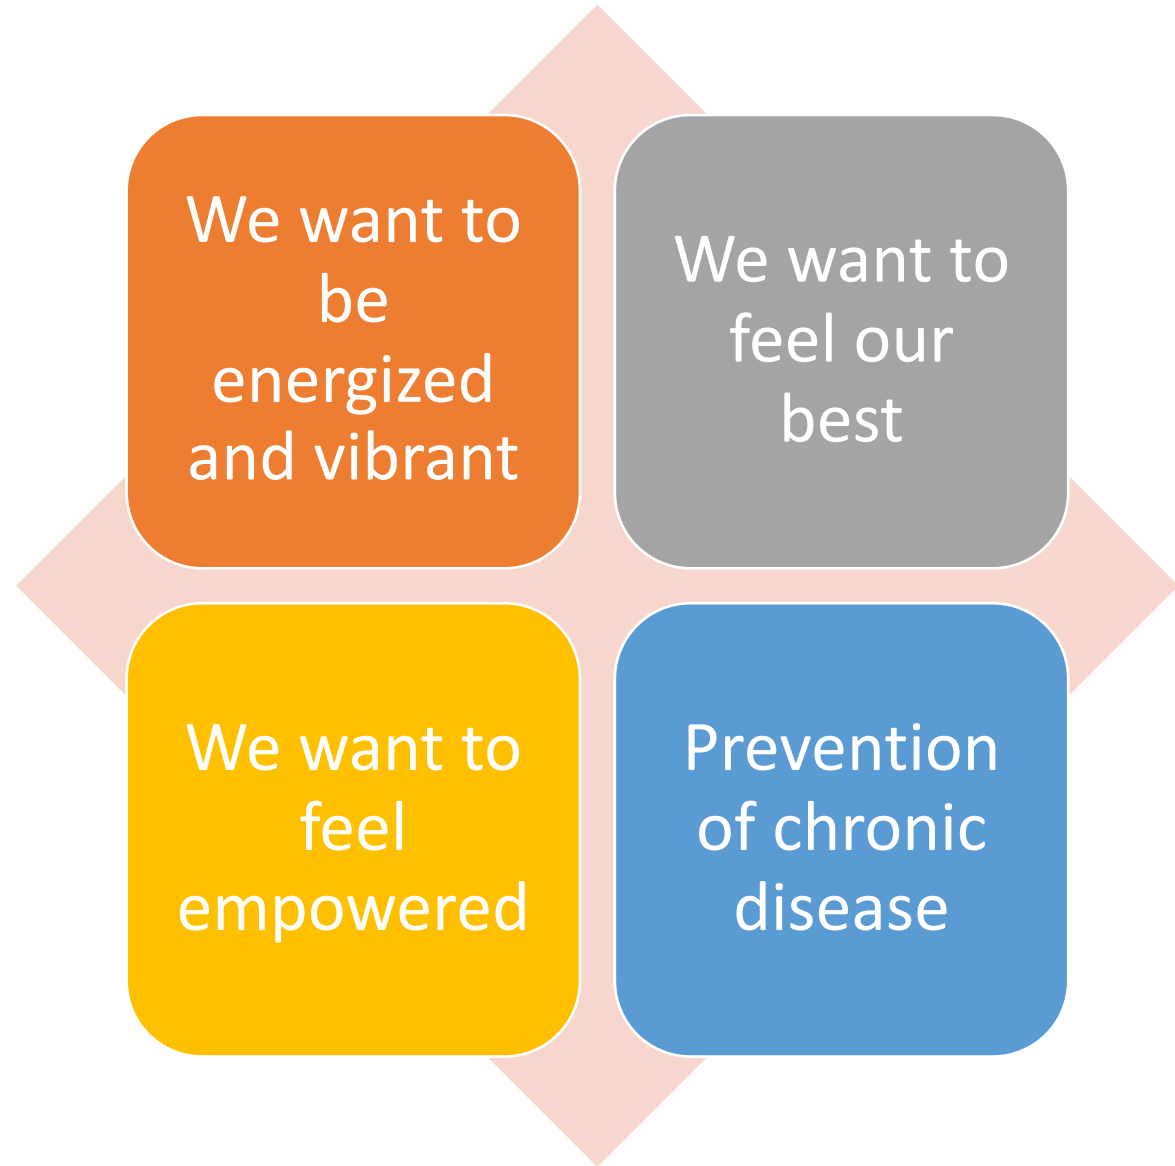 We want to
be
energized
and vibrant
We want to
feel our
best
We want to
feel
empowered
Prevention
of chronic
disease